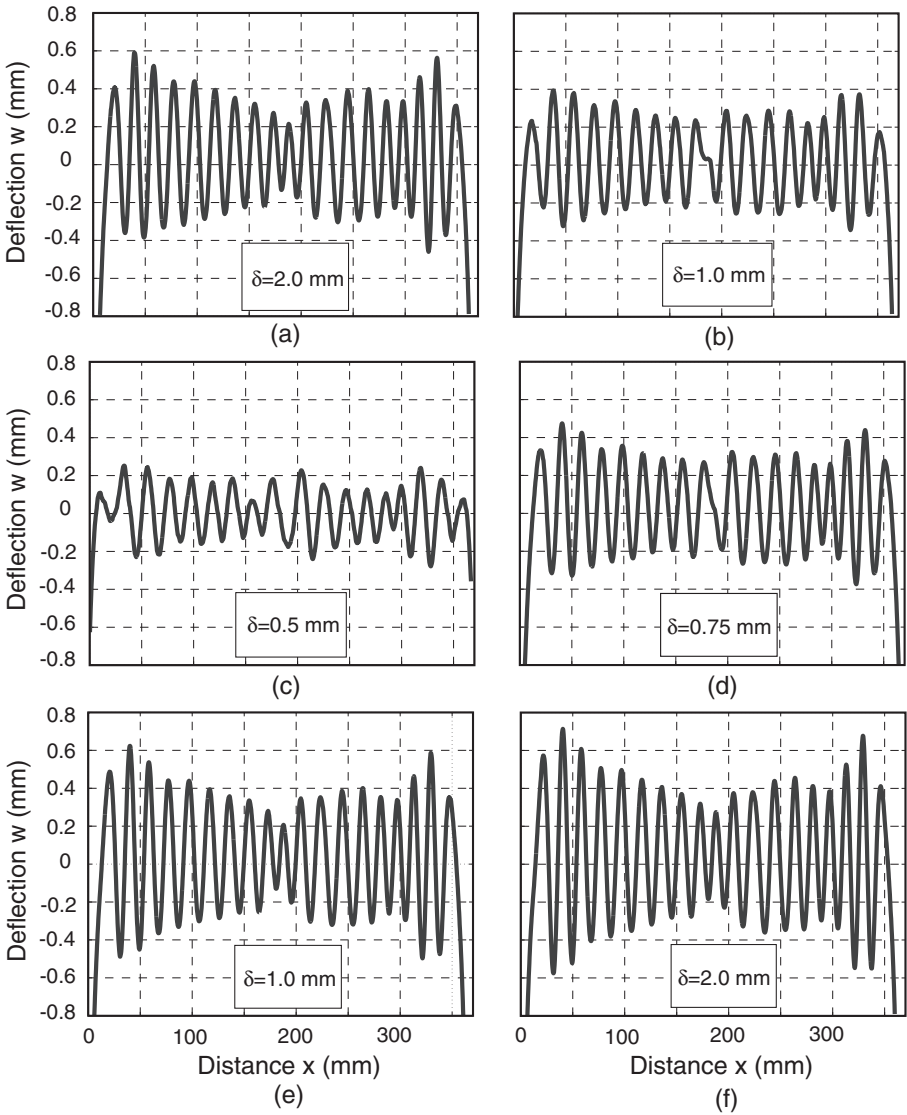 0.8
0.6
0.4
0.2
0
-0.2
-0.4
-0.6
-0.8
Deflection w (mm)
δ=2.0 mm
(a)
δ=1.0 mm
(b)
0.8
0.6
0.4
0.2
0
-0.2
-0.4
-0.6
-0.8
Deflection w (mm)
δ=0.5 mm
(c)
δ=0.75 mm
(d)
0.8
0.6
0.4
0.2
0
-0.2
-0.4
-0.6
-0.8
Deflection w (mm)
δ=1.0 mm
0 100 200 300
Distance x (mm)
(e)
δ=2.0 mm
0 100 200 300
Distance x (mm)
(f)